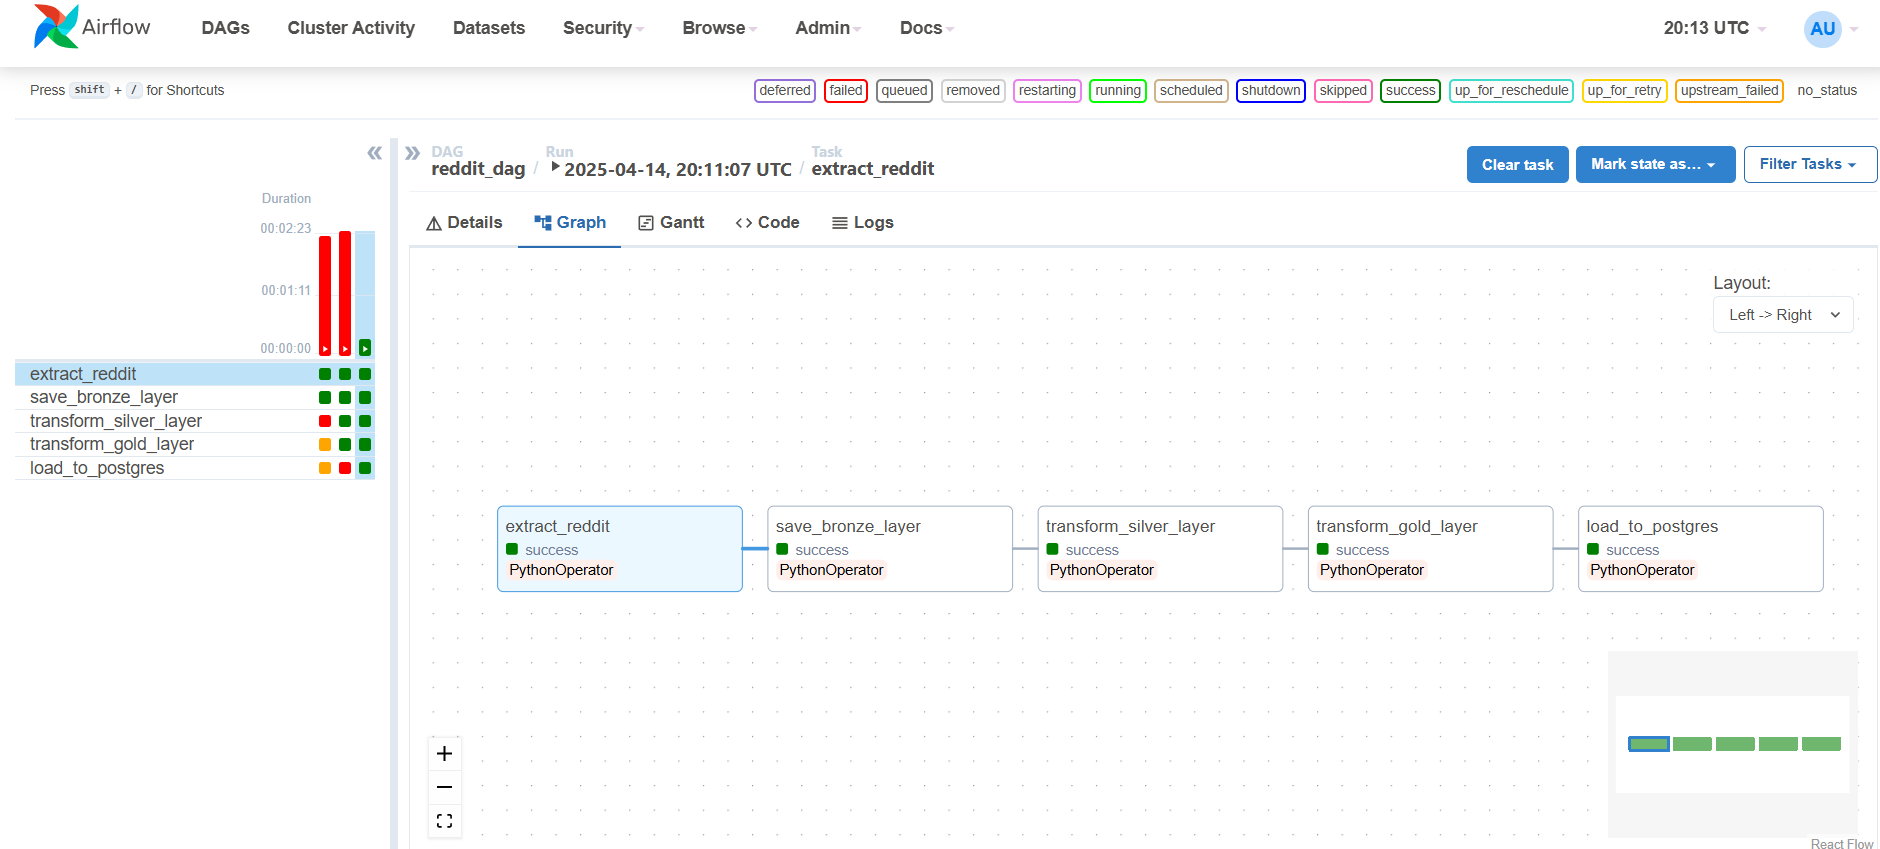 Airflow DAGs Cluster Activity Datasets Security Browse Admin Docs 20:13 UTC AU
Press shift + / for Shortcuts deferred failed queued removed restarting running scheduled shutdown skipped success up_for_reschedule up_for_retry upstream_failed no_status
DAG Run Task
reddit_dag / 2025-04-14, 20:11:07 UTC / extract_reddit Clear task Mark state as... Filter Tasks
Duration
00:02:23
00:01:11
00:00:00
extract_reddit
save_bronze_layer
transform_silver_layer
transform_gold_layer
load_to_postgres
Details Graph Gantt Code Logs
Layout:
Left -> Right
extract_reddit
success
PythonOperator
save_bronze_layer
success
PythonOperator
transform_silver_layer
success
PythonOperator
transform_gold_layer
success
PythonOperator
load_to_postgres
success
PythonOperator
React Flow